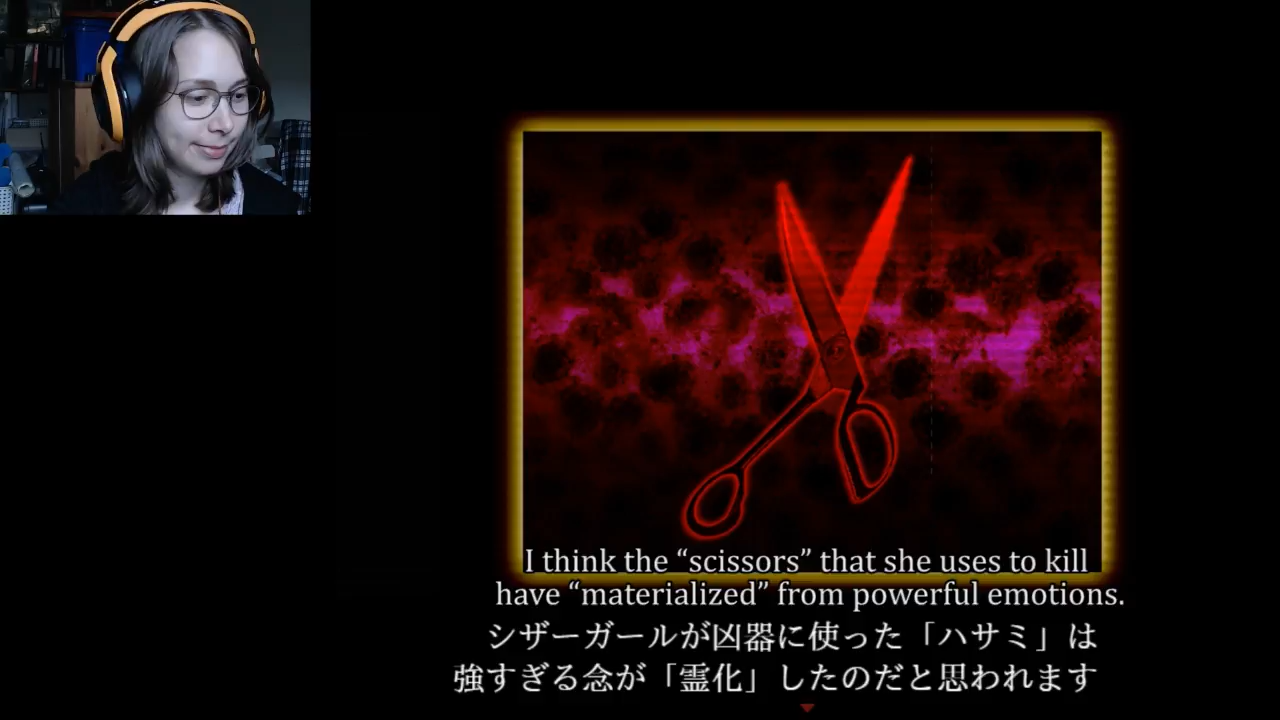 I think the “scissors” that she uses to kill
have “materialized” from powerful emotions.
シザーガールが凶器に使った「ハサミ」は
強すぎる念が「霊化」したのだと思われます